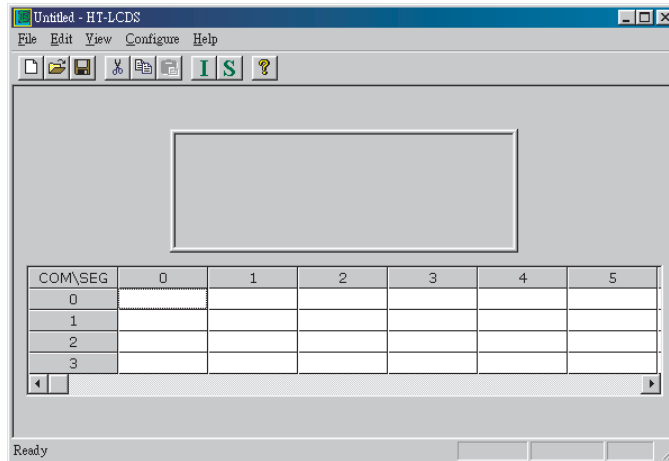 Untitled - HT-LCDS
File Edit View Configure Help
I S ?
COM\SEG 0 1 2 3 4 5
0
1
2
3
Ready